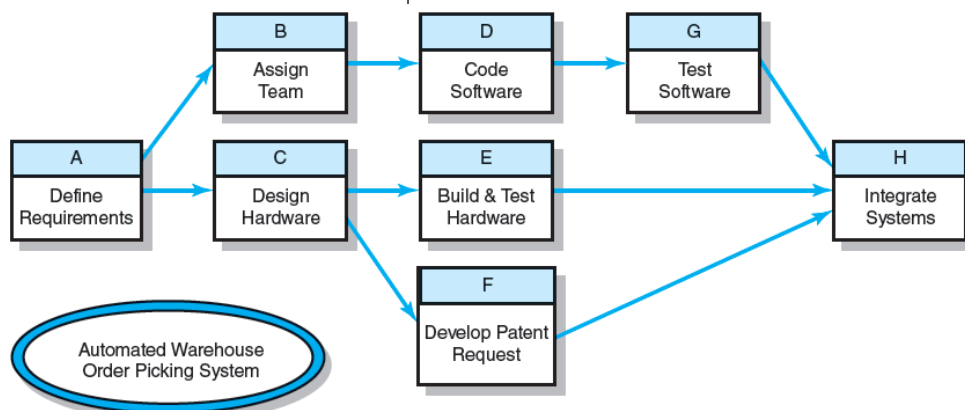 B
Assign
Team
D
Code
Software
G
Test
Software
A
Define
Requirements
C
Design
Hardware
E
Build & Test
Hardware
H
Integrate
Systems
F
Develop Patent
Request
Automated Warehouse
Order Picking System